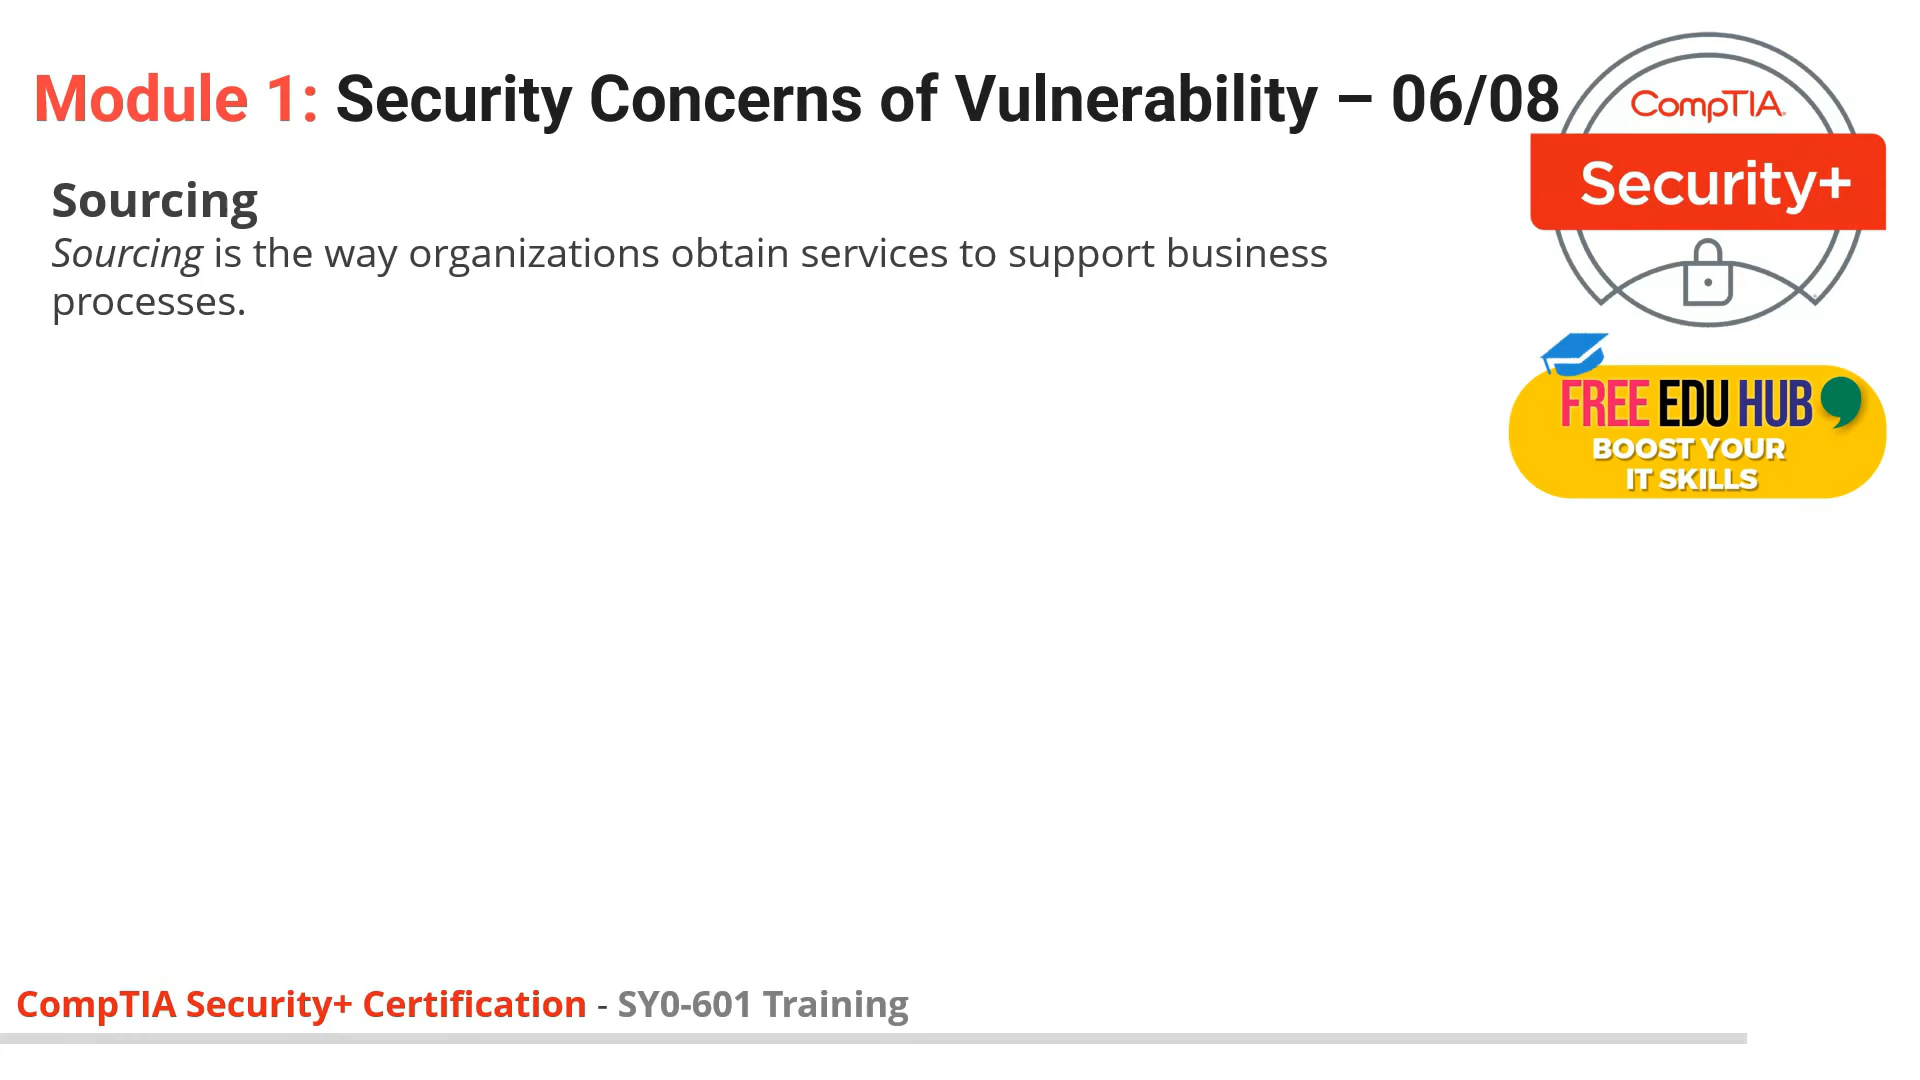 Module 1: Security Concerns of Vulnerability – 06/08
CompTIA.
Security+
Sourcing
Sourcing is the way organizations obtain services to support business
processes.
FREE EDU HUB
BOOST YOUR
IT SKILLS
CompTIA Security+ Certification - SY0-601 Training